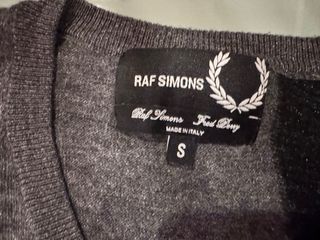 RAF SIMONS
Raf Simons Fred Perry
MADE IN ITALY
S